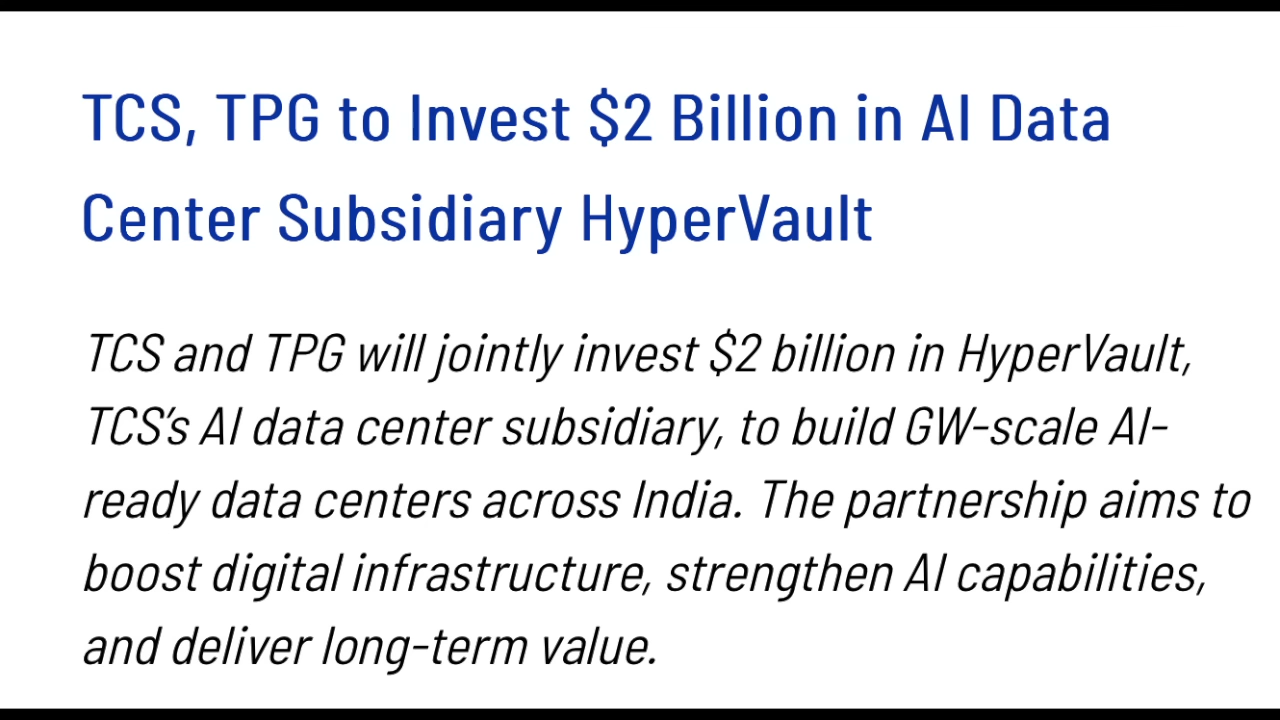 TCS, TPG to Invest $2 Billion in AI Data
Center Subsidiary HyperVault
TCS and TPG will jointly invest $2 billion in HyperVault,
TCS’s AI data center subsidiary, to build GW-scale AI-
ready data centers across India. The partnership aims to
boost digital infrastructure, strengthen AI capabilities,
and deliver long-term value.